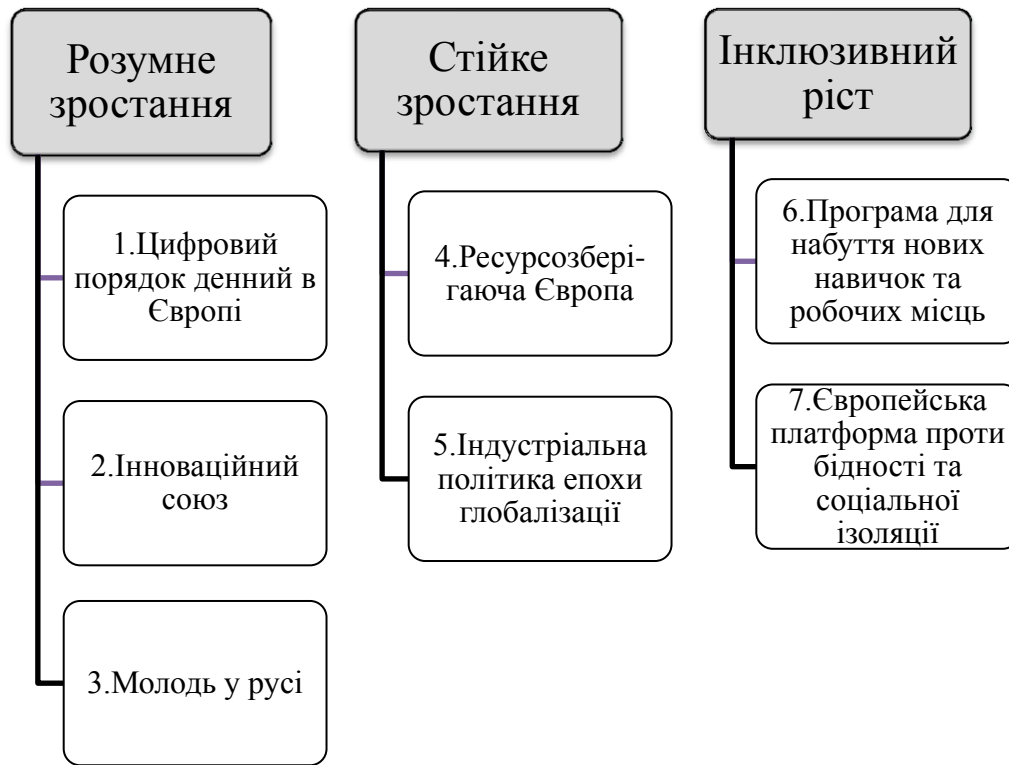 Розумне
зростання
1.Цифровий
порядок денний в
Європі
2.Інноваційний
союз
3.Молодь у русі
Стійке
зростання
4.Ресурсозбері-
гаюча Європа
5.Індустріальна
політика епохи
глобалізації
Інклюзивний
ріст
6.Програма для
набуття нових
навичок та
робочих місць
7.Європейська
платформа проти
бідності та
соціальної
ізоляції